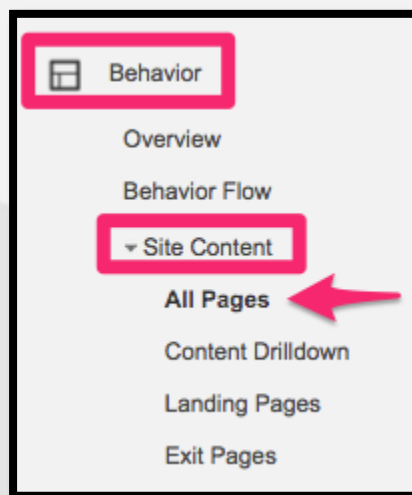 Behavior
Overview
Behavior Flow
Site Content
All Pages
Content Drilldown
Landing Pages
Exit Pages